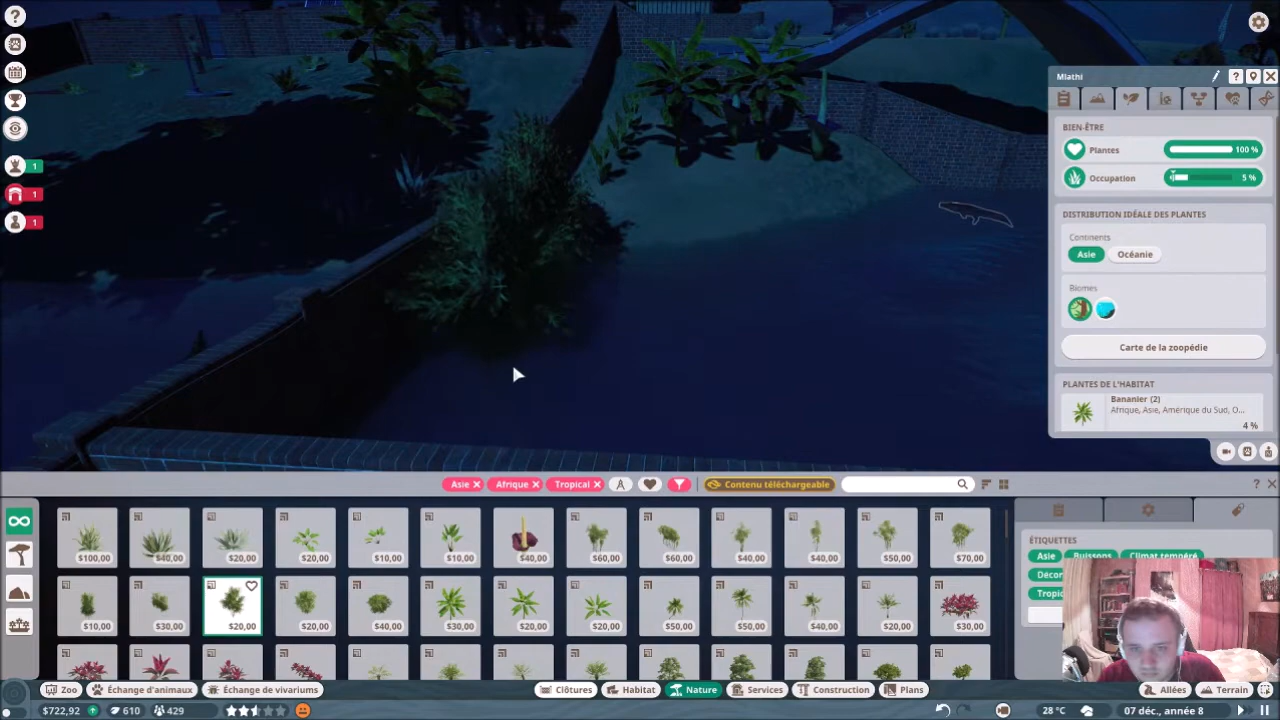 Mlathi
?
1
1
1
BIEN-ÊTRE
Plantes 100 %
Occupation 5 %
DISTRIBUTION IDÉALE DES PLANTES
Continents
Asie Océanie
Biomes
Carte de la zoopédie
PLANTES DE L'HABITAT
Bananier (2)
Afrique, Asie, Amérique du Sud, O...
4 %
Asie × Afrique × Tropical × A Contenu téléchargeable
? ×
$100,00 $40,00 $20,00 $20,00 $10,00 $10,00 $40,00 $60,00 $60,00 $40,00 $40,00 $50,00 $70,00
$10,00 $30,00 $20,00 $20,00 $40,00 $30,00 $20,00 $20,00 $50,00 $50,00 $40,00 $20,00 $30,00
ÉTIQUETTES
Asie Buissons Climat tempéré
Zoo Échange d'animaux Échange de vivariums Clôtures Habitat Nature Services Construction Plans Allées Terrain
$722,92 610 429 28 °C 07 déc., année 8